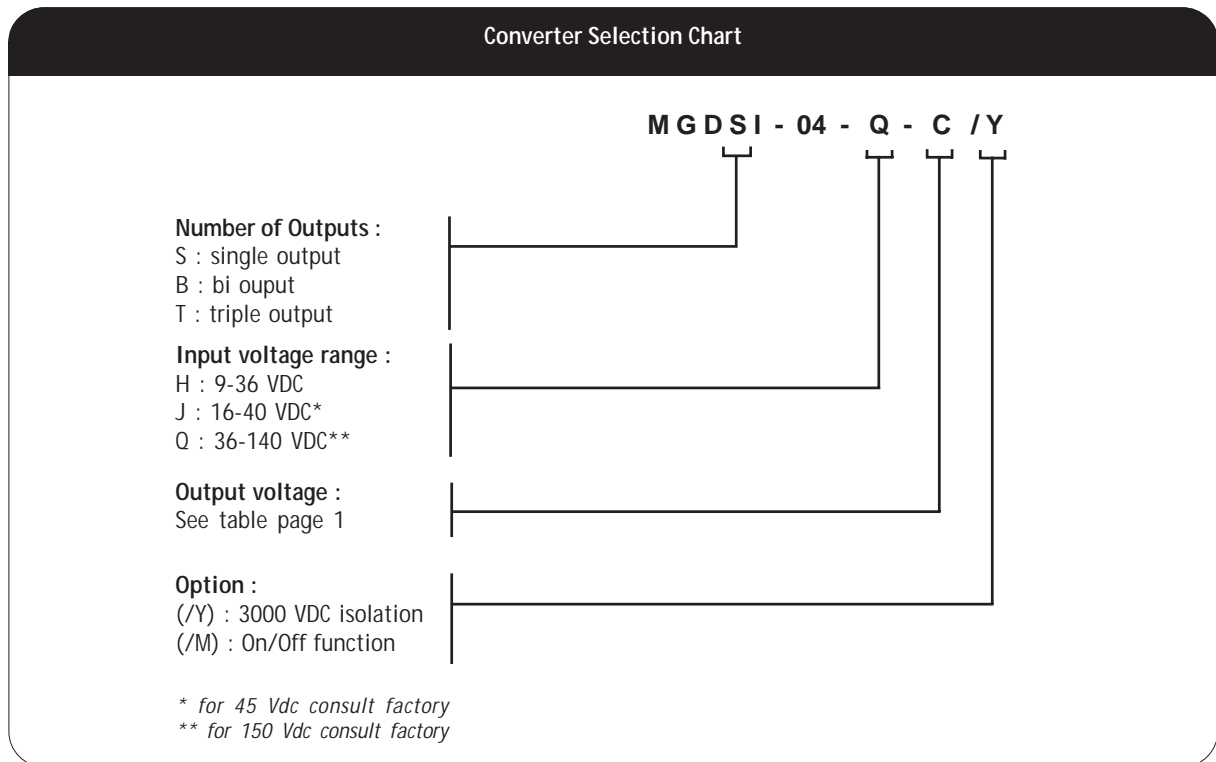 Converter Selection Chart
MGDSI - 04 - Q - C /Y
Number of Outputs :
S : single output
B : bi ouput
T : triple output
Input voltage range :
H : 9-36 VDC
J : 16-40 VDC*
Q : 36-140 VDC**
Output voltage :
See table page 1
Option :
(/Y) : 3000 VDC isolation
(/M) : On/Off function
* for 45 Vdc consult factory
** for 150 Vdc consult factory